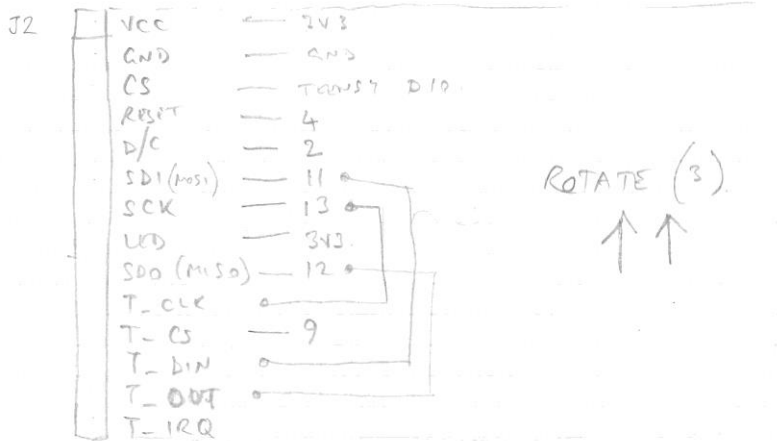 J2
VCC — 3V3
GND — GND
CS — TEENSY D10
RESET — 4
D/C — 2
SDI (MOSI) — 11
SCK — 13
LED — 3V3.
SDO (MISO) — 12
T_CLK
T_CS — 9
T_DIN
T_OUT
T_IRQ
ROTATE (3)